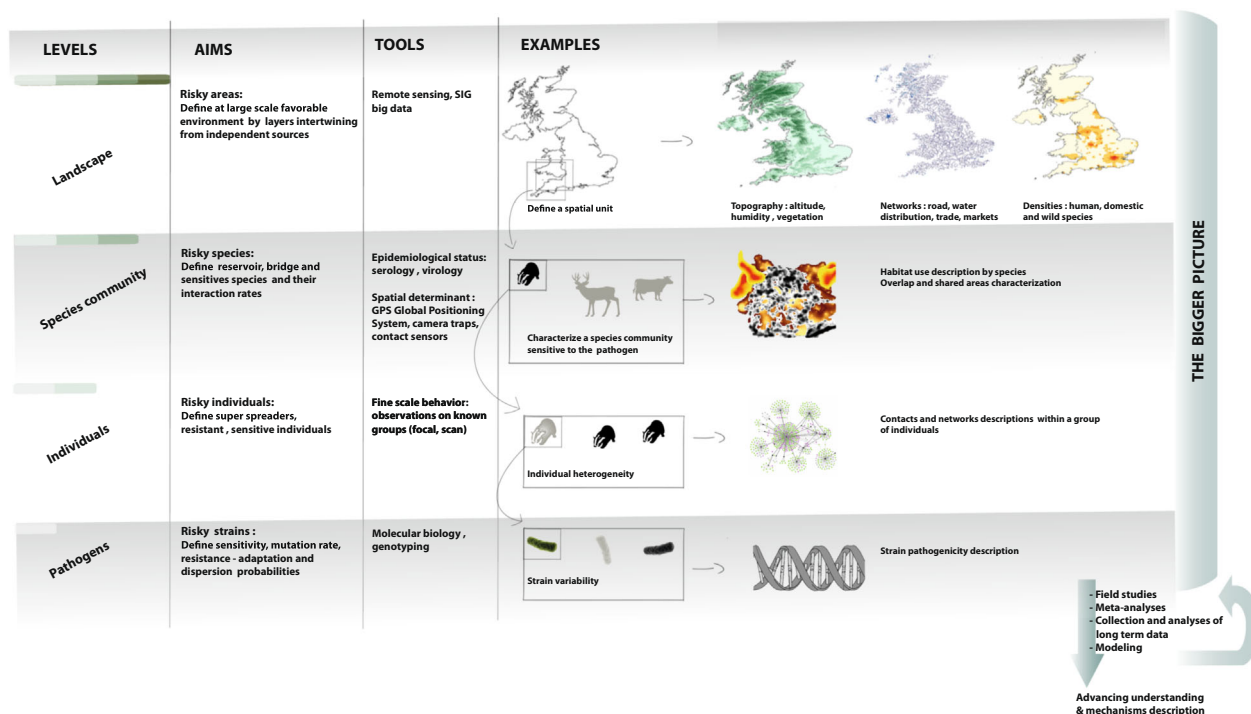 LEVELS
AIMS
TOOLS
EXAMPLES
Landscape
Risky areas:
Define at large scale favorable
environment by layers intertwining
from independent sources
Remote sensing, SIG
big data
Define a spatial unit
Topography : altitude,
humidity , vegetation
Networks : road, water
distribution, trade, markets
Densities : human, domestic
and wild species
Species community
Risky species:
Define reservoir, bridge and
sensitives species and their
interaction rates
Epidemiological status:
serology , virology
Spatial determinant :
GPS Global Positioning
System, camera traps,
contact sensors
Characterize a species community
sensitive to the pathogen
Habitat use description by species
Overlap and shared areas characterization
Individuals
Risky individuals:
Define super spreaders,
resistant , sensitive individuals
Fine scale behavior:
observations on known
groups (focal, scan)
Individual heterogeneity
Contacts and networks descriptions within a group
of individuals
Pathogens
Risky strains :
Define sensitivity, mutation rate,
resistance - adaptation and
dispersion probabilities
Molecular biology ,
genotyping
Strain variability
Strain pathogenicity description
THE BIGGER PICTURE
- Field studies
- Meta-analyses
- Collection and analyses of
long term data
- Modeling
Advancing understanding
& mechanisms description